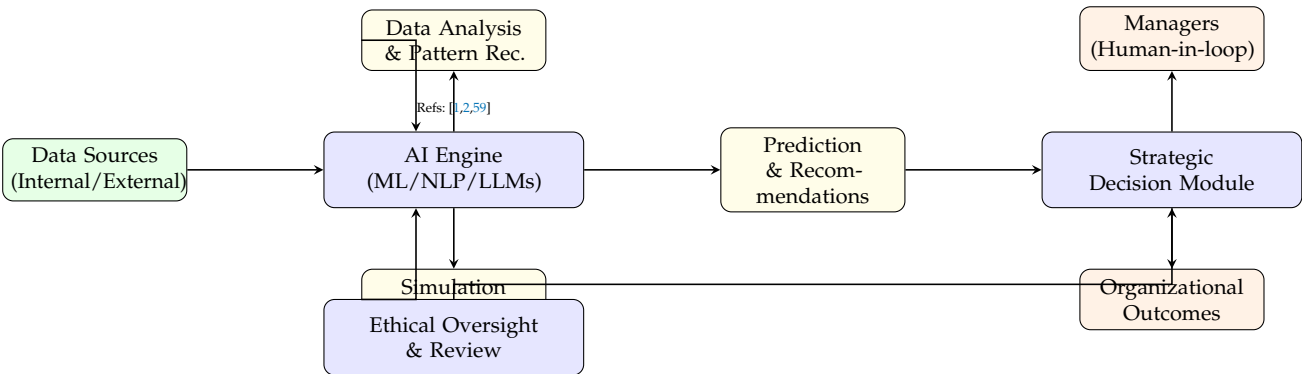 Data Analysis
& Pattern Rec.
Managers
(Human-in-loop)
Refs: [1,2,59]
Data Sources
(Internal/External)
AI Engine
(ML/NLP/LLMs)
Prediction
& Recom-
mendations
Strategic
Decision Module
Simulation
Ethical Oversight
& Review
Organizational
Outcomes